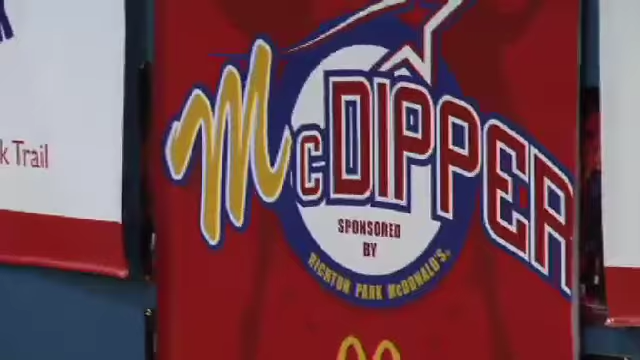 k Trail
McDIPPER
SPONSORED
BY
RICHTON PARK McDONALD'S.